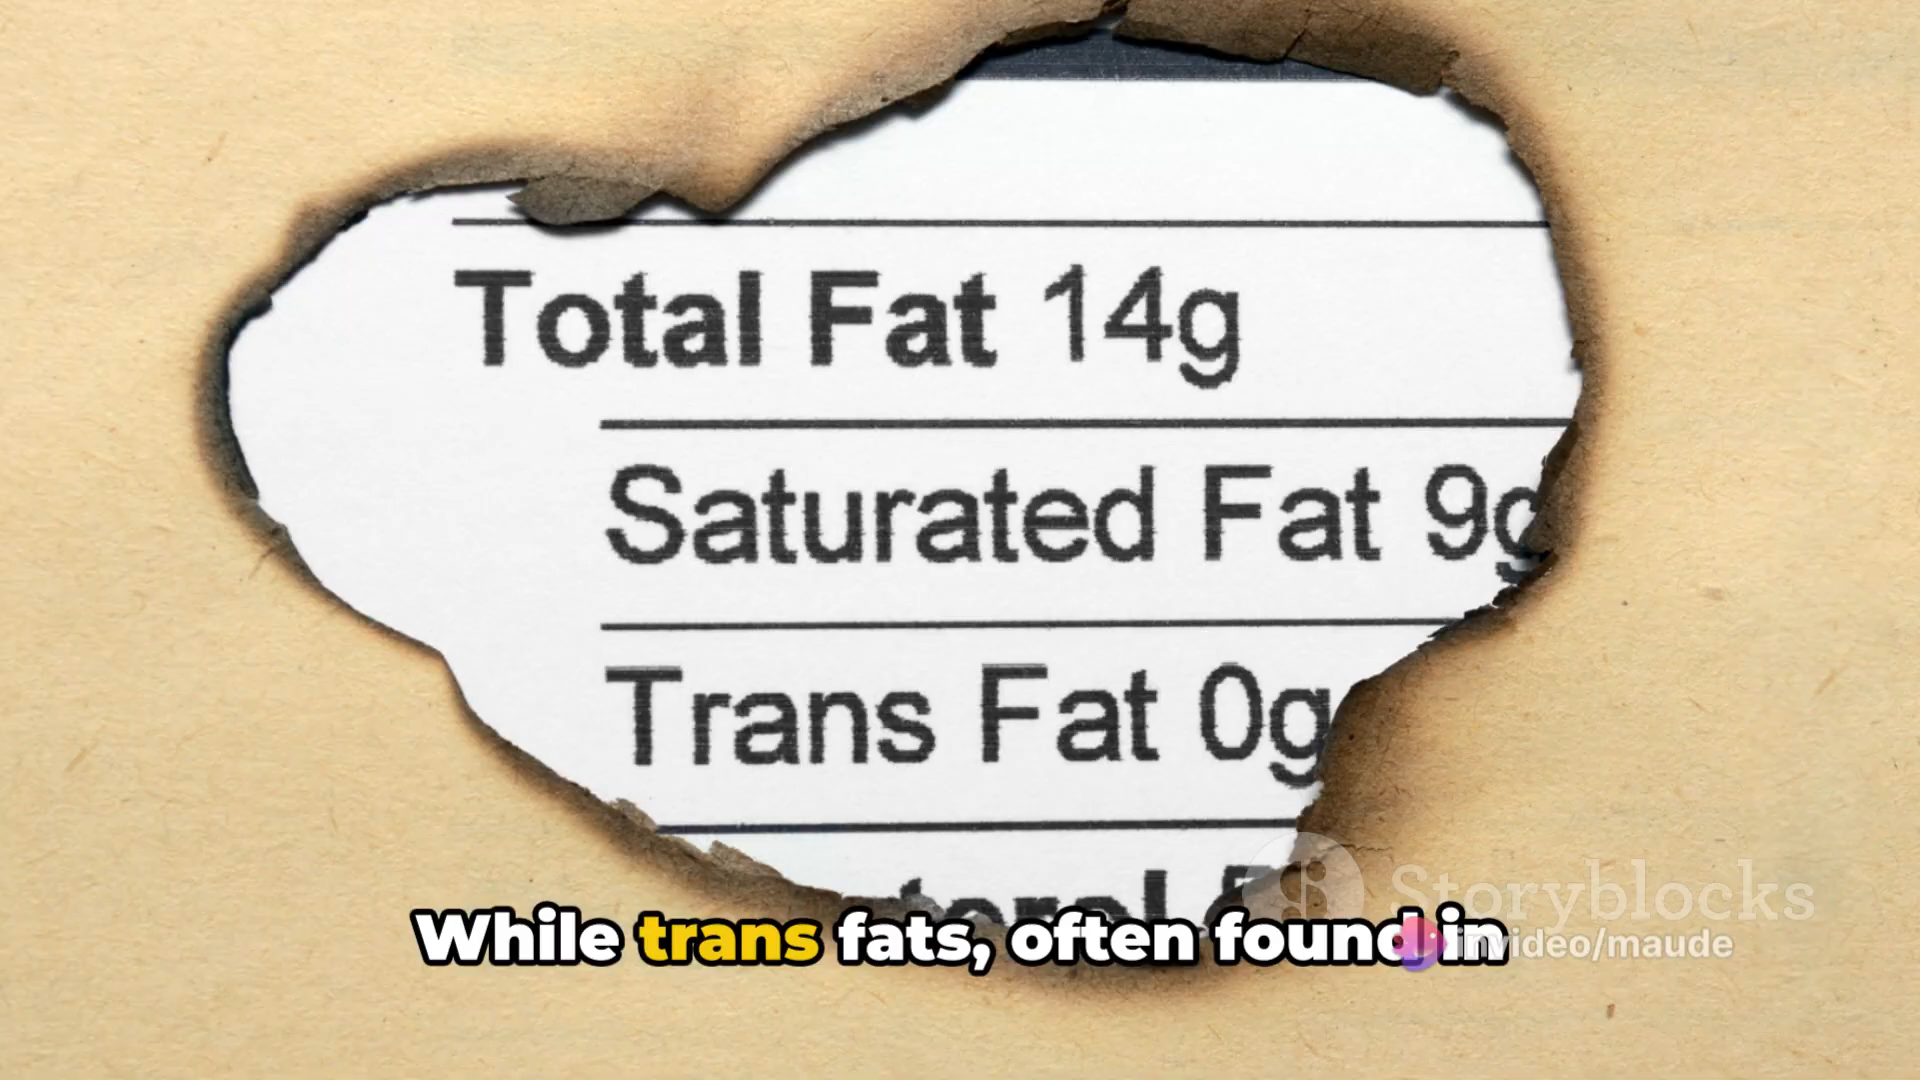 Total Fat 14g
Saturated Fat 9g
Trans Fat 0g
While trans fats, often found in
Storyblocks
invideo/maude